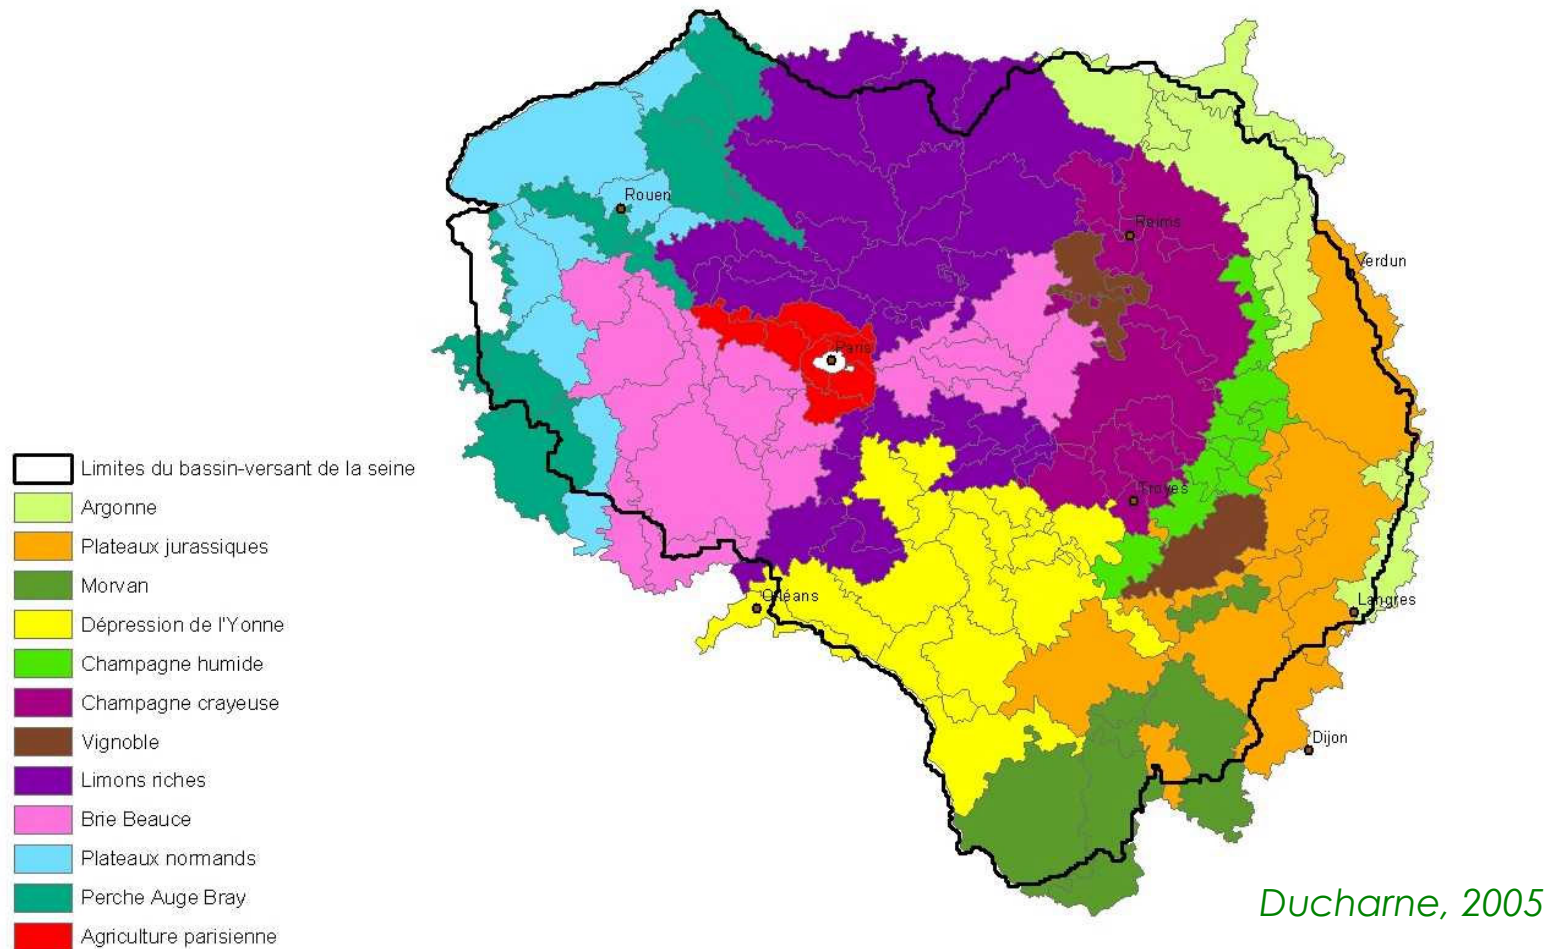 Rouen
Reims
Verdun
Paris
Troyes
Orléans
Langres
Dijon
Limites du bassin-versant de la seine
Argonne
Plateaux jurassiques
Morvan
Dépression de l'Yonne
Champagne humide
Champagne crayeuse
Vignoble
Limons riches
Brie Beauce
Plateaux normands
Perche Auge Bray
Agriculture parisienne
Ducharne, 2005